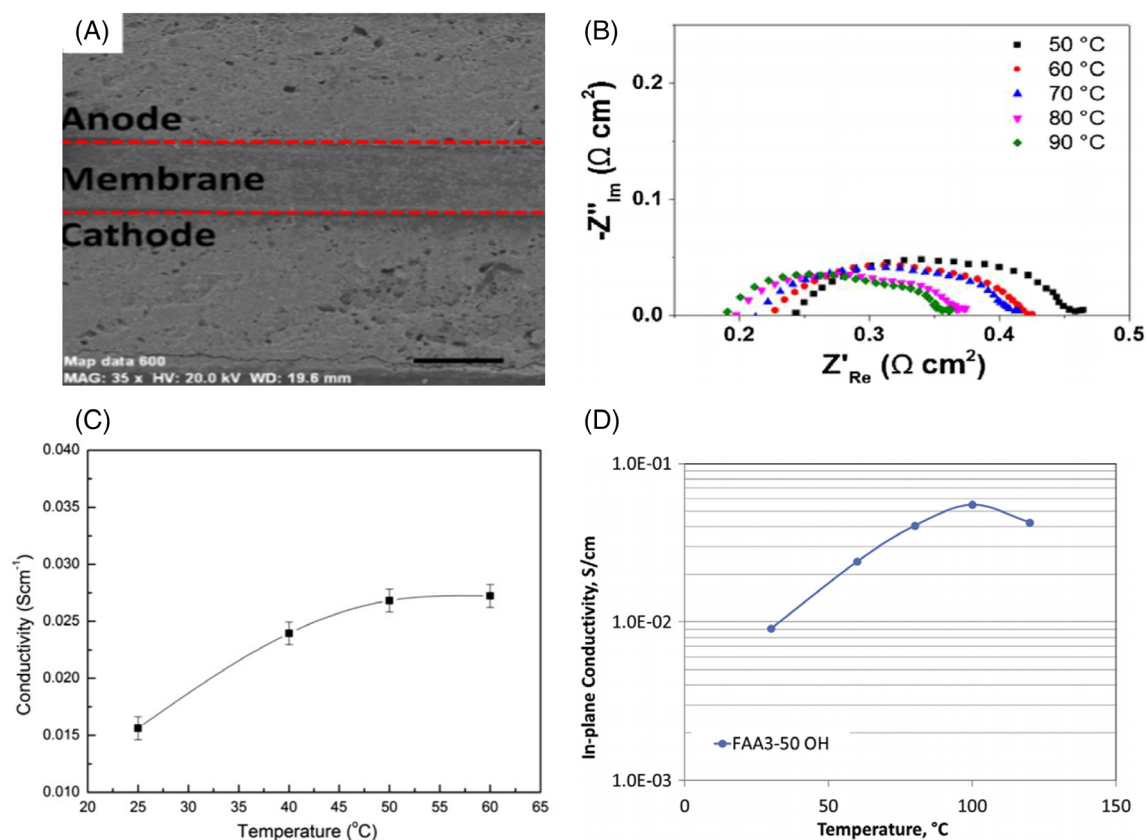 (A)
Anode
Membrane
Cathode
Map data 600
MAG: 35 x HV: 20.0 kV WD: 19.6 mm
(B)
50 °C
60 °C
70 °C
80 °C
90 °C
-Z''Im (Ω cm²)
0.2
0.1
0.0
0.2 0.3 0.4 0.5
Z'Re (Ω cm²)
(C)
Conductivity (Scm⁻¹)
0.040
0.035
0.030
0.025
0.020
0.015
0.010
20 25 30 35 40 45 50 55 60 65
Temperature (°C)
(D)
In-plane Conductivity, S/cm
1.0E-01
1.0E-02
1.0E-03
FAA3-50 OH
0 50 100 150
Temperature, °C